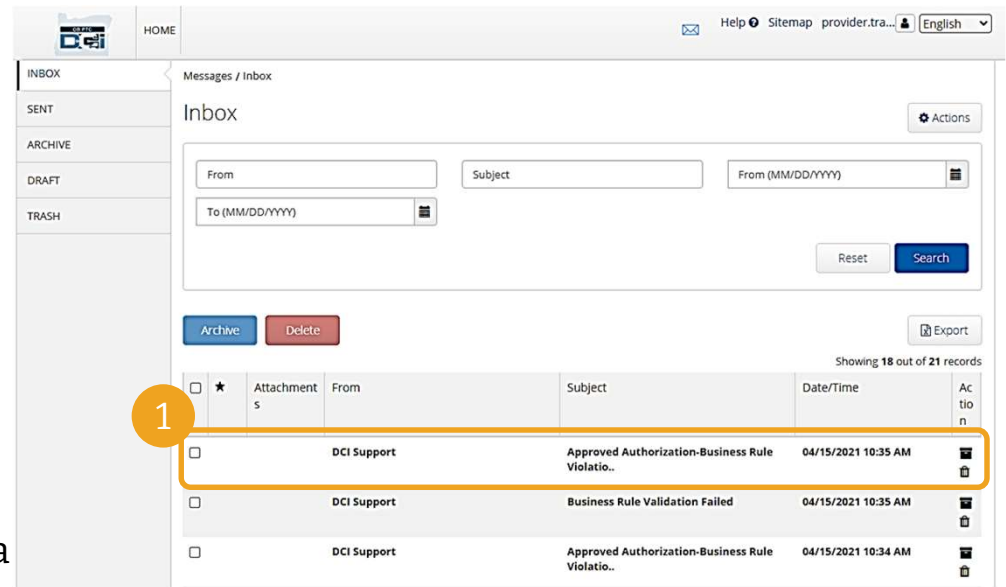 OR PTC
DCi
HOME
Help Sitemap provider.tra... English
INBOX
SENT
ARCHIVE
DRAFT
TRASH
Messages / Inbox
Inbox
Actions
From
Subject
From (MM/DD/YYYY)
To (MM/DD/YYYY)
Reset
Search
Archive
Delete
Export
Showing 18 out of 21 records
Attachment
s
From
Subject
Date/Time
Ac
tio
n
1
DCI Support
Approved Authorization-Business Rule
Violatio..
04/15/2021 10:35 AM
DCI Support
Business Rule Validation Failed
04/15/2021 10:35 AM
a
DCI Support
Approved Authorization-Business Rule
Violatio..
04/15/2021 10:34 AM